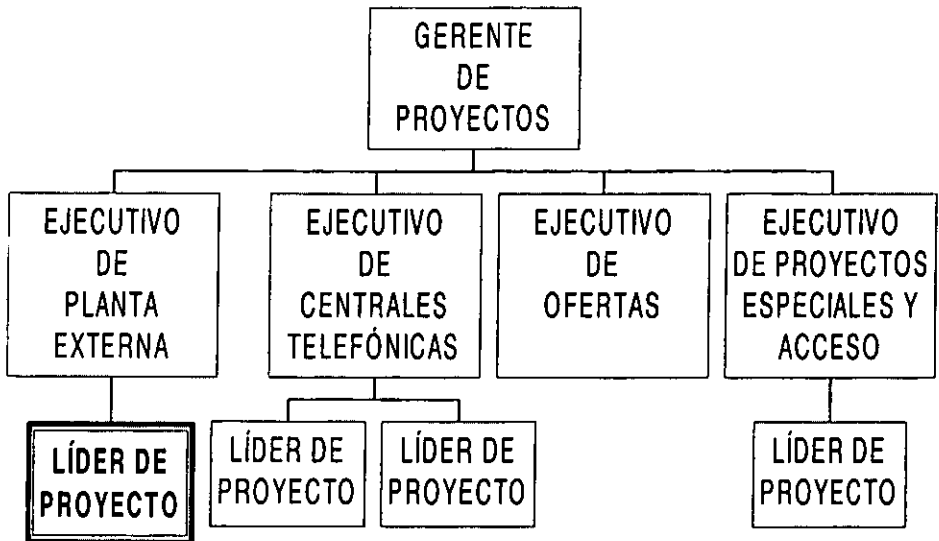 GERENTE
DE
PROYECTOS
EJECUTIVO
DE
PLANTA
EXTERNA
EJECUTIVO
DE
CENTRALES
TELEFÓNICAS
EJECUTIVO
DE
OFERTAS
EJECUTIVO
DE PROYECTOS
ESPECIALES Y
ACCESO
LÍDER DE
PROYECTO
LÍDER DE
PROYECTO
LÍDER DE
PROYECTO
LÍDER DE
PROYECTO